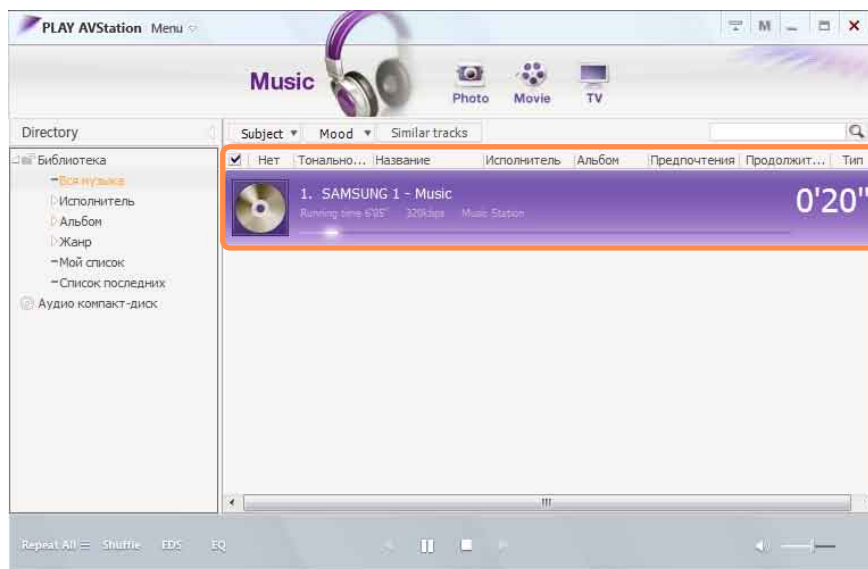 PLAY AVStation Menu
M
Music
Photo Movie TV
Directory
Subject Mood Similar tracks
Библиотека
Вся музыка
Исполнитель
Альбом
Жанр
Мой список
Список последних
Аудио компакт-диск
Нет Тонально... Название Исполнитель Альбом Предпочтения Продолжит... Тип
1. SAMSUNG 1 - Music
Running time 6'05" 320kbps Music Station
0'20"
Repeat All Shuffle EDS EQ